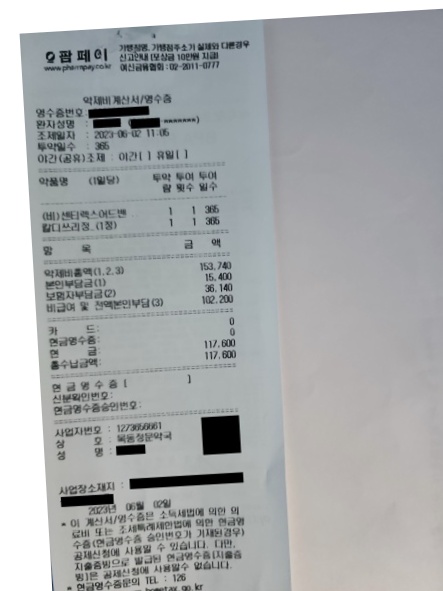 팜페이 가맹점명, 가맹점주소가 실제와 다른경우
www.pharmpay.co.kr 신고안내 [포상금 10만원 지급]
여신금융협회 : 02-2011-0777
약제비계산서/영수증
영수증번호:
환자성명 : ( -*******)
조제일자 : 2023-06-02 11:05
투약일수 : 365
야간(공유)조제 : 야간[ ] 휴일[ ]
약품명 (1일당) 투약 투여 투여
량 횟수 일수
(비)센티렉스어드밴 1 1 365
칼디쓰리정_(1정) 1 1 365
항 목 금 액
약제비총액(1,2,3) 153,740
본인부담금(1) 15,400
보험자부담금(2) 36,140
비급여 및 전액본인부담(3) 102,200
카 드: 0
현금영수증: 0
현 금: 117,600
총수납금액: 117,600
현 금 영 수 증 [ ]
신분확인번호:
현금영수증승인번호:
사업자번호 : 1273656661
상 호 : 목동정문약국
성 명 :
사업장소재지 :
2023년 06월 02일
* 이 계산서/영수증은 소득세법에 의한 의
료비 또는 조세특례제한법에 의한 현금영
수증(현금영수증 승인번호가 기재된경우)
공제신청에 사용할 수 있습니다. 다만,
지출증빙으로 발급된 현금영수증[지출증
빙]은 공제신청에 사용할수 없습니다.
* 현금영수증문의 TEL : 126
hometax.go.kr